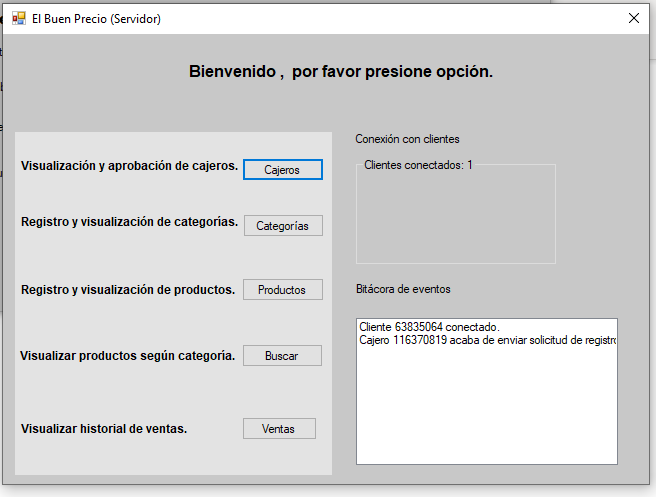 El Buen Precio (Servidor)
Bienvenido , por favor presione opción.
Visualización y aprobación de cajeros.
Cajeros
Registro y visualización de categorías.
Categorías
Registro y visualización de productos.
Productos
Visualizar productos según categoría.
Buscar
Visualizar historial de ventas.
Ventas
Conexión con clientes
Clientes conectados: 1
Bitácora de eventos
Cliente 63835064 conectado.
Cajero 116370819 acaba de enviar solicitud de registro